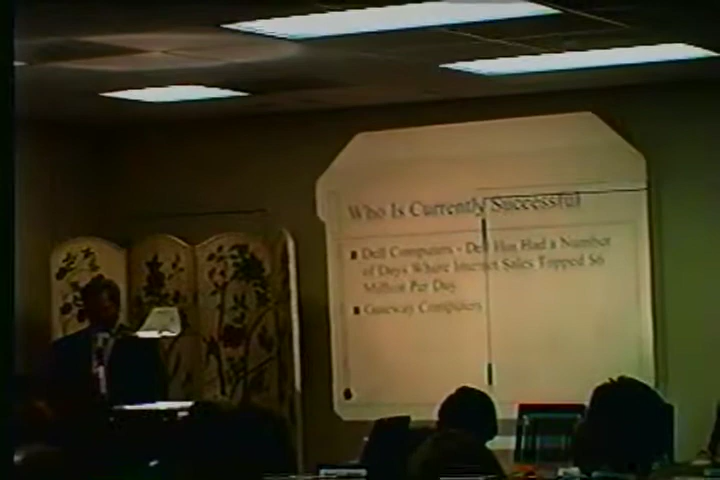 Who Is Currently Successful
Dell Computers - Dell Has Had a Number
of Days Where Internet Sales Topped $6
Million Per Day
Gateway Computers